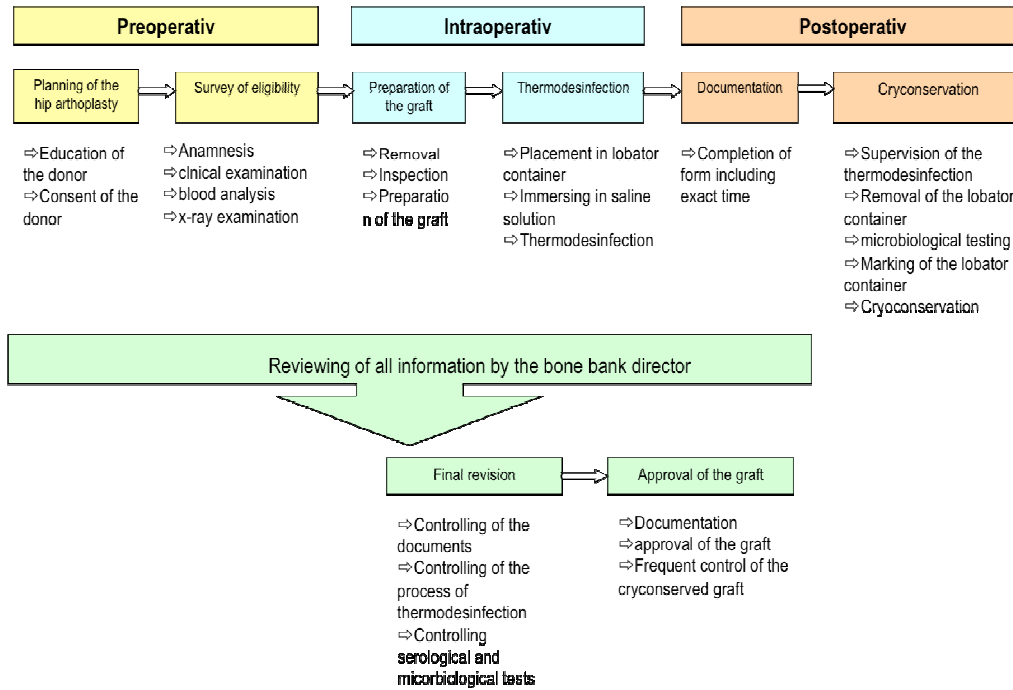 Preoperativ
Intraoperativ
Postoperativ
Planning of the
hip arthoplasty
Survey of eligibility
Preparation of
the graft
Thermodesinfection
Documentation
Cryconservation
⇨Education of
the donor
⇨Consent of the
donor
⇨Anamnesis
⇨clnical examination
⇨blood analysis
⇨x-ray examination
⇨Removal
⇨Inspection
⇨Preparatio
n of the graft
⇨Placement in lobator
container
⇨Immersing in saline
solution
⇨Thermodesinfection
⇨Completion of
form including
exact time
⇨Supervision of the
thermodesinfection
⇨Removal of the lobator
container
⇨microbiological testing
⇨Marking of the lobator
container
⇨Cryoconservation
Reviewing of all information by the bone bank director
Final revision
Approval of the graft
⇨Controlling of the
documents
⇨Controlling of the
process of
thermodesinfection
⇨Controlling
serological and
micorbiological tests
⇨Documentation
⇨approval of the graft
⇨Frequent control of the
cryconserved graft